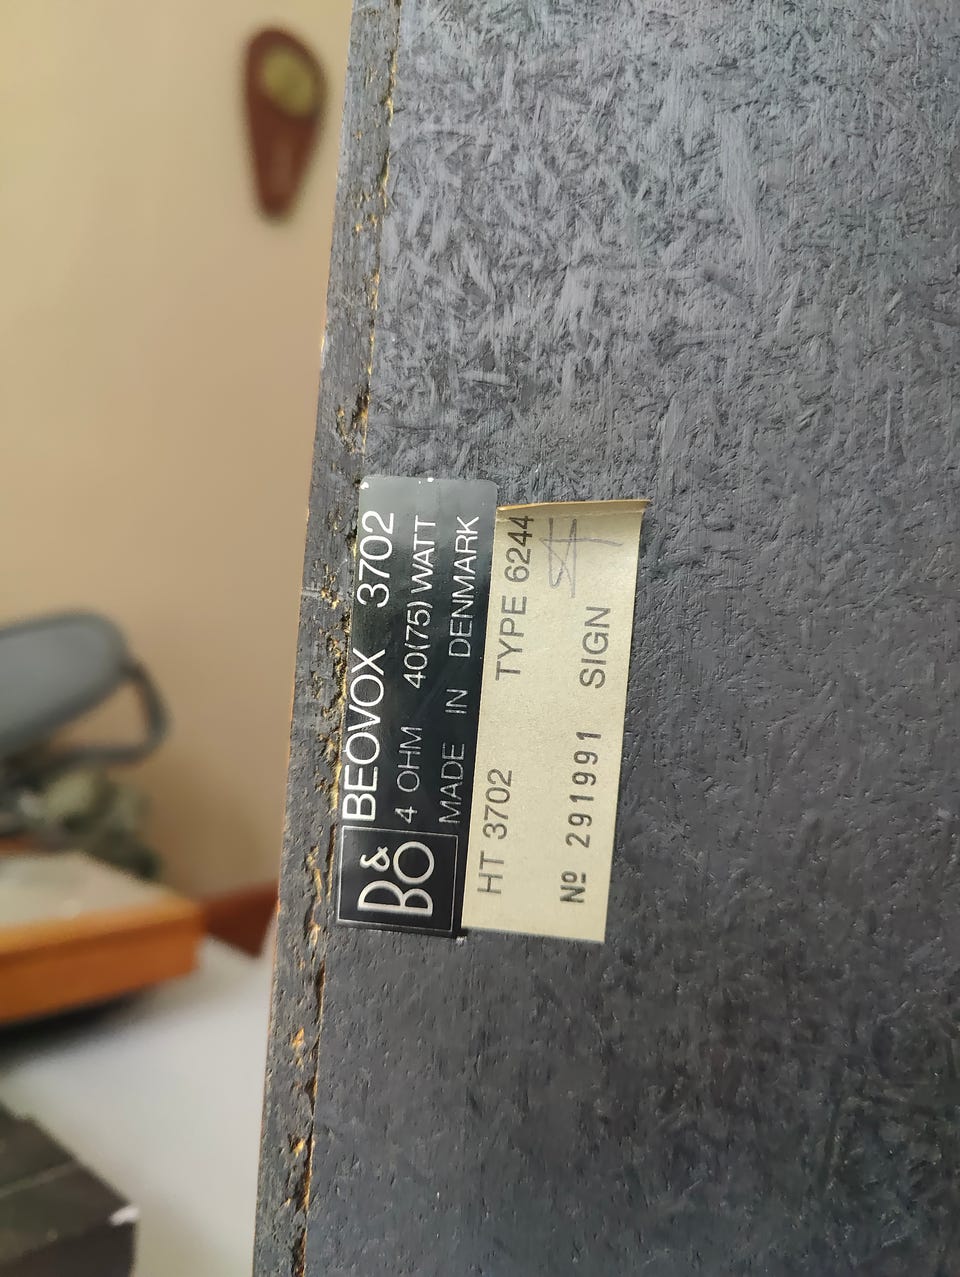 B&O
BEOVOX 3702
4 OHM 40(75) WATT
MADE IN DENMARK
HT 3702 TYPE 6244
№ 291991 SIGN